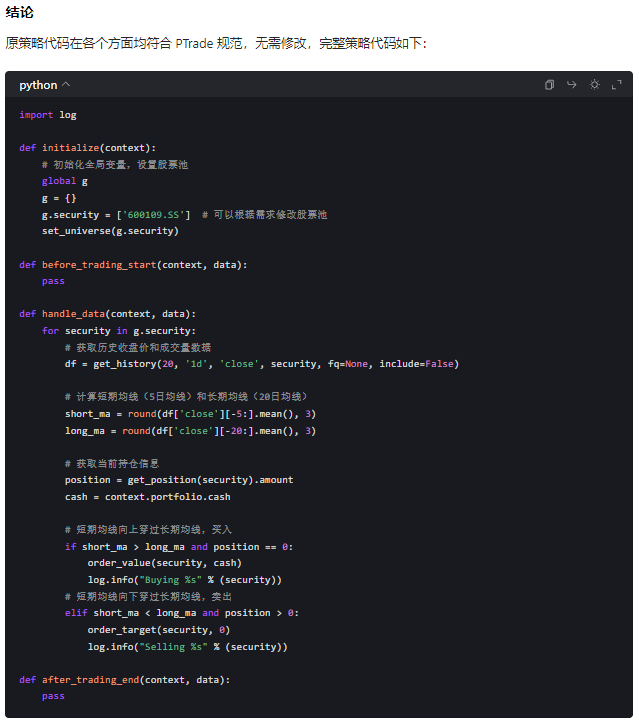 结论
原策略代码在各个方面均符合 PTrade 规范，无需修改，完整策略代码如下：
python
import log
def initialize(context):
    # 初始化全局变量，设置股票池
    global g
    g = {}
    g.security = ['600109.SS']  # 可以根据需求修改股票池
    set_universe(g.security)
def before_trading_start(context, data):
    pass
def handle_data(context, data):
    for security in g.security:
        # 获取历史收盘价和成交量数据
        df = get_history(20, '1d', 'close', security, fq=None, include=False)
        # 计算短期均线（5日均线）和长期均线（20日均线）
        short_ma = round(df['close'][-5:].mean(), 3)
        long_ma = round(df['close'][-20:].mean(), 3)
        # 获取当前持仓信息
        position = get_position(security).amount
        cash = context.portfolio.cash
        # 短期均线向上穿过长期均线，买入
        if short_ma > long_ma and position == 0:
            order_value(security, cash)
            log.info("Buying %s" % (security))
        # 短期均线向下穿过长期均线，卖出
        elif short_ma < long_ma and position > 0:
            order_target(security, 0)
            log.info("Selling %s" % (security))
def after_trading_end(context, data):
    pass